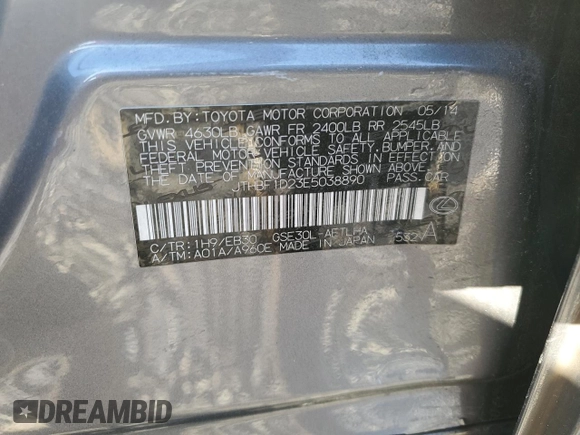 MFD. BY: TOYOTA MOTOR CORPORATION 05/14
GVWR 4630LB GAWR FR 2400LB RR 2545LB
THIS VEHICLE CONFORMS TO ALL APPLICABLE
FEDERAL MOTOR VEHICLE SAFETY, BUMPER, AND
THEFT PREVENTION STANDARDS IN EFFECT
ON THE DATE OF MANUFACTURE SHOWN ABOVE.
JTHBF1D23E5038890 PASS.CAR
C/TR: 1H9/EB30 GSE30L-AETLHA
A/TM: A01A/A960E MADE IN JAPAN 532 A
DREAMBID